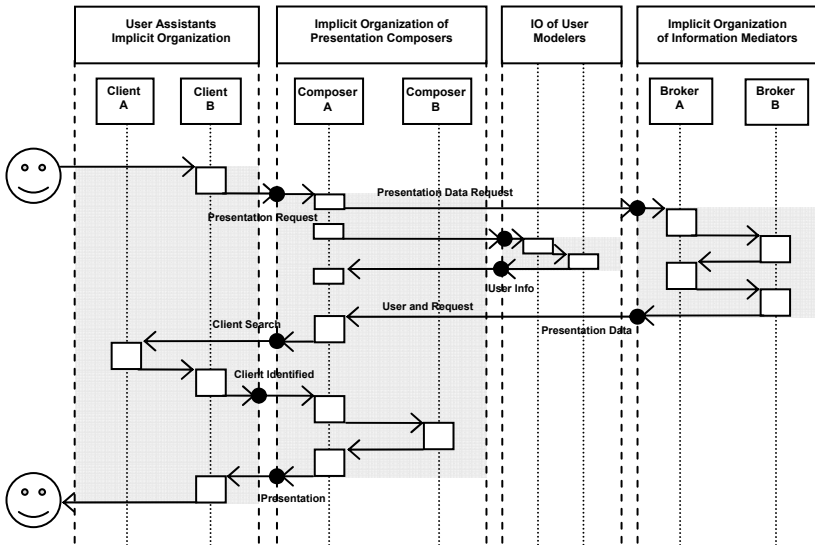 User Assistants
Implicit Organization
Implicit Organization of
Presentation Composers
IO of User
Modelers
Implicit Organization
of Information Mediators
Client
A
Client
B
Composer
A
Composer
B
Broker
A
Broker
B
Presentation Data Request
Presentation Request
User Info
User and Request
Client Search
Presentation Data
Client Identified
Presentation